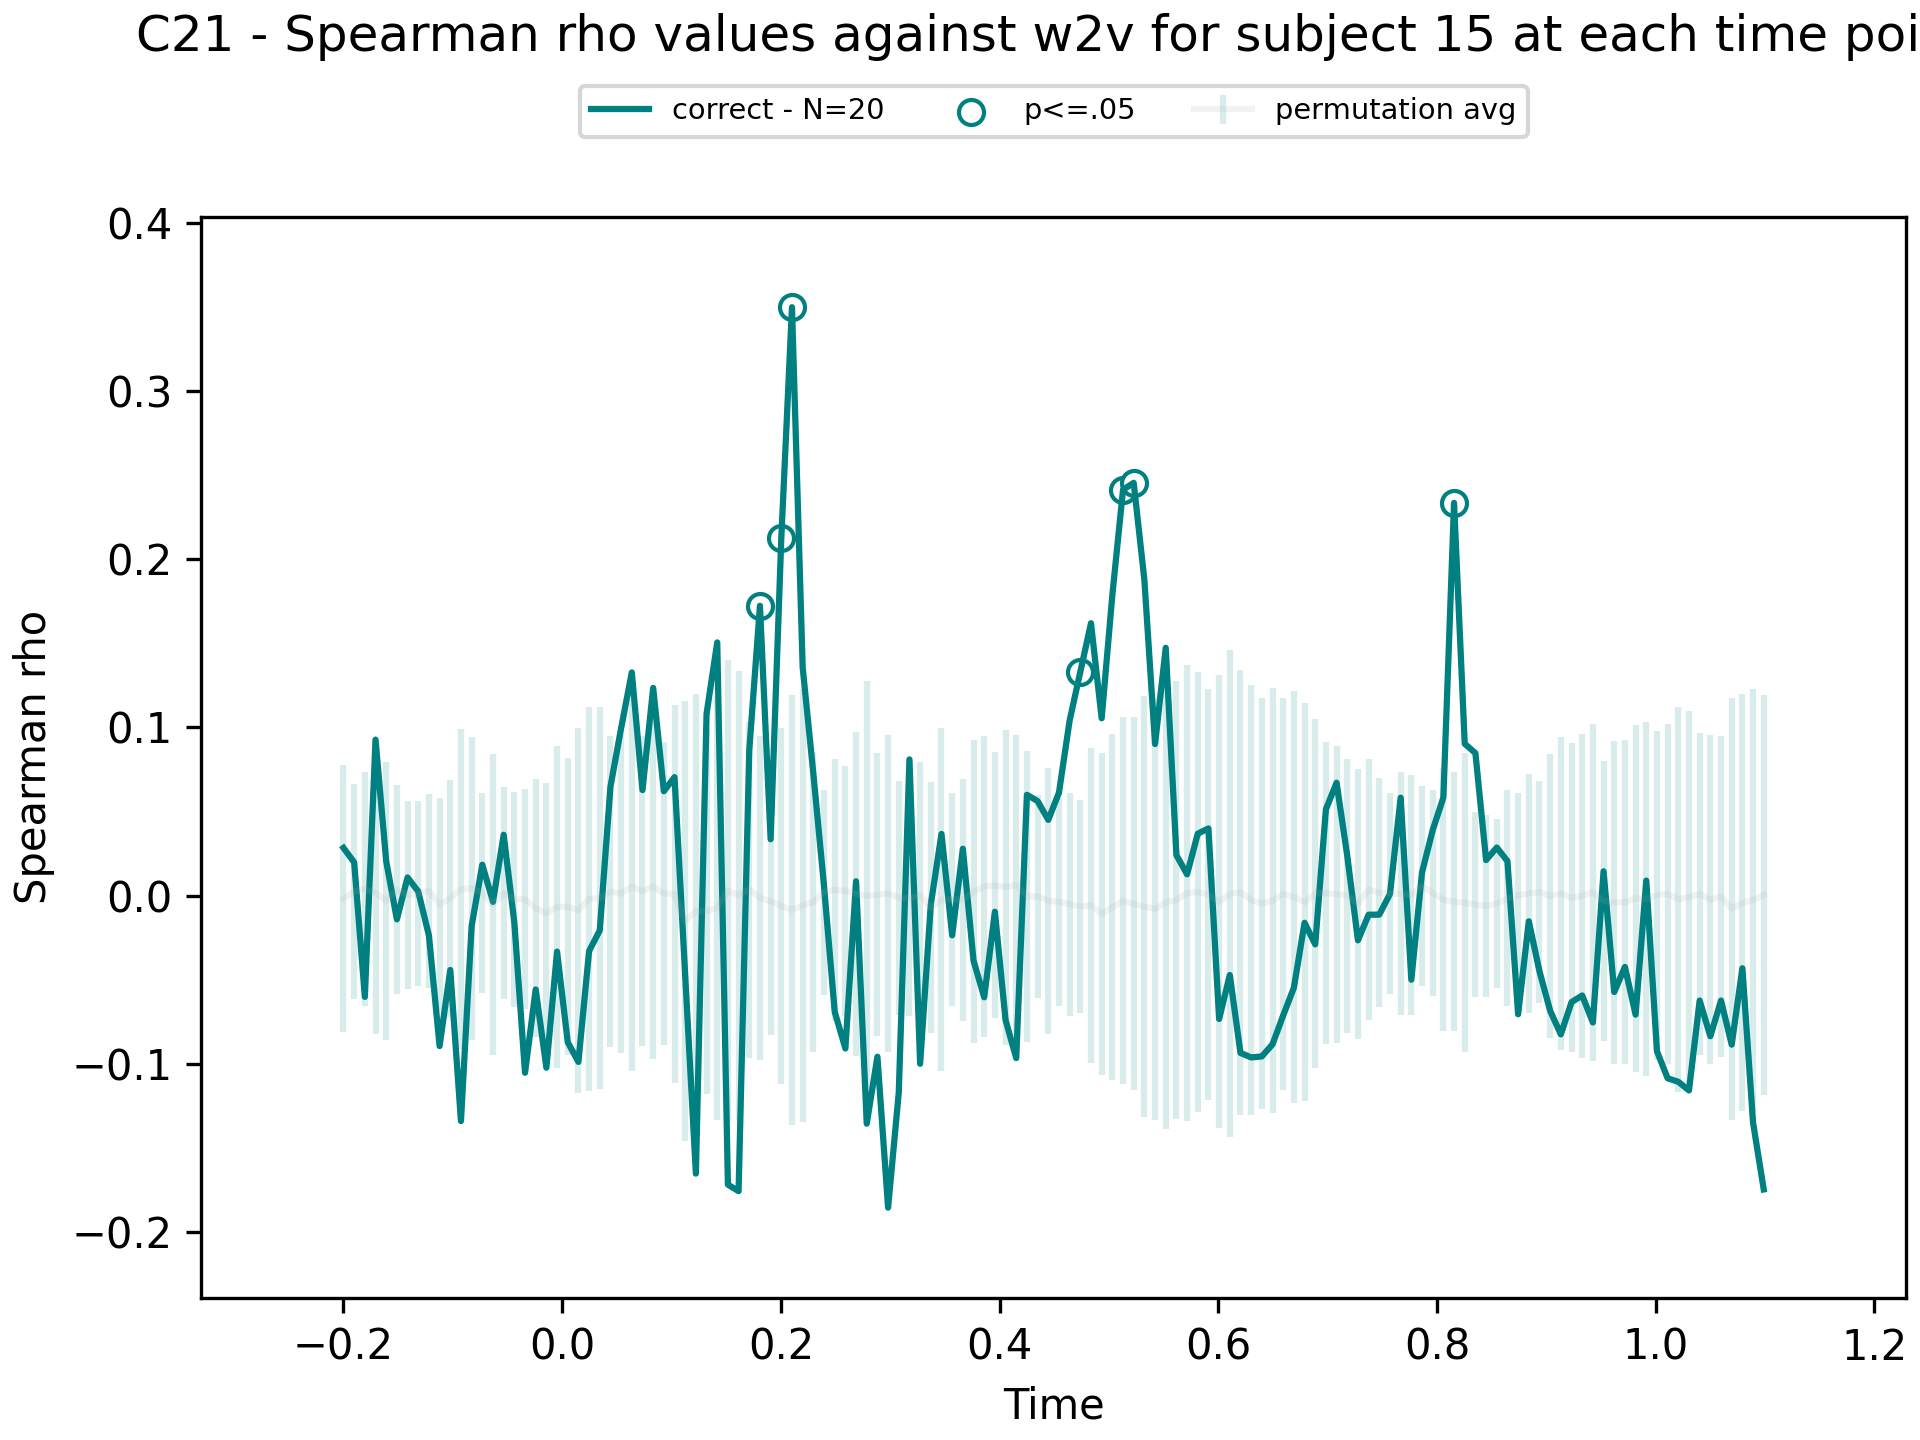 C21 - Spearman rho values against w2v for subject 15 at each time poi
correct - N=20 p<=.05 permutation avg
0.4
0.3
0.2
0.1
0.0
−0.1
−0.2
Spearman rho
−0.2 0.0 0.2 0.4 0.6 0.8 1.0 1.2
Time